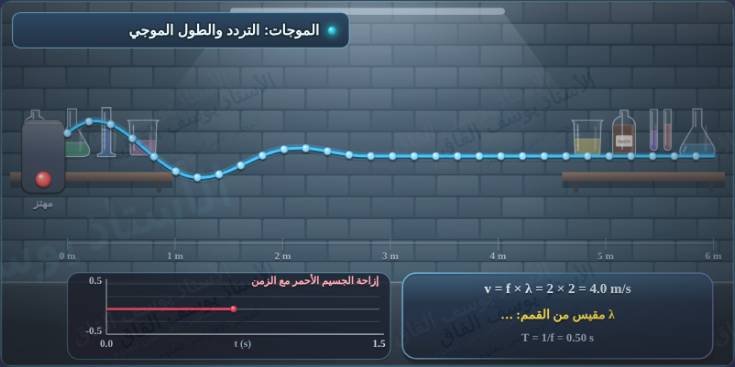 الموجات: التردد والطول الموجي
مهتز
0 m 1 m 2 m 3 m 4 m 5 m 6 m
إزاحة الجسيم الأحمر مع الزمن
0.5
-0.5
0.0 t (s) 1.5
v = f × λ = 2 × 2 = 4.0 m/s
λ مقيس من القمم: ...
T = 1/f = 0.50 s